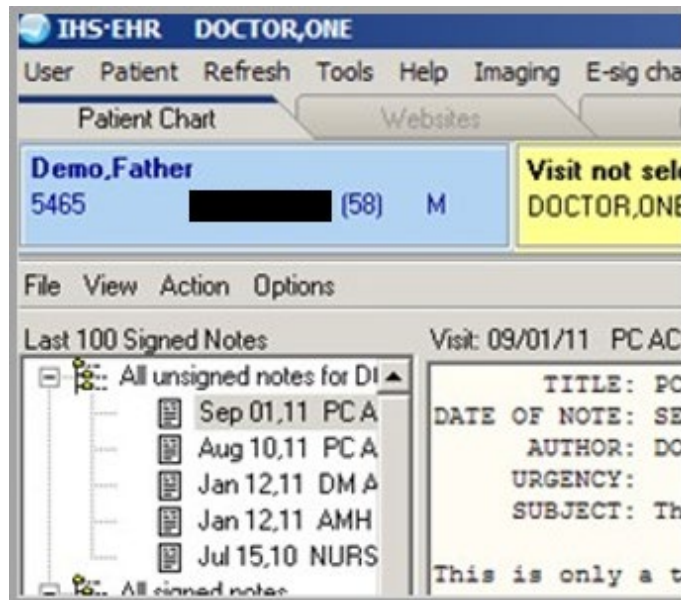 IHS·EHR DOCTOR,ONE
User Patient Refresh Tools Help Imaging E-sig cha
Patient Chart Websites
Demo,Father
5465 (58) M
Visit not sele
DOCTOR,ONE
File View Action Options
Last 100 Signed Notes
All unsigned notes for D
Sep 01,11 PC A
Aug 10,11 PC A
Jan 12,11 DM A
Jan 12,11 AMH
Jul 15,10 NURS
All signed notes
Visit: 09/01/11 PC AC
TITLE: PC
DATE OF NOTE: SE
AUTHOR: DO
URGENCY:
SUBJECT: Th
This is only a t